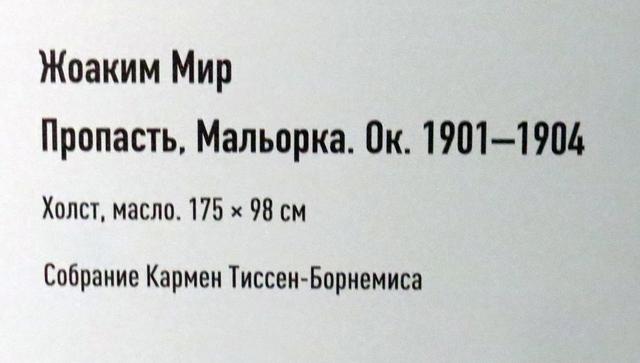 Жоаким Мир
Пропасть, Мальорка. Ок. 1901–1904
Холст, масло. 175 × 98 см
Собрание Кармен Тиссен-Борнемиса